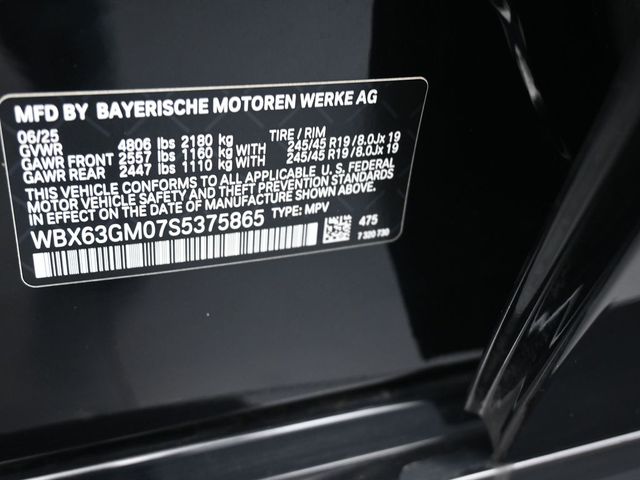 MFD BY BAYERISCHE MOTOREN WERKE AG
06/25 TIRE / RIM
GVWR 4806 lbs 2180 kg
GAWR FRONT 2557 lbs 1160 kg WITH 245/45 R19 / 8.0Jx 19
GAWR REAR 2447 lbs 1110 kg WITH 245/45 R19 / 8.0Jx 19
THIS VEHICLE CONFORMS TO ALL APPLICABLE U. S. FEDERAL
MOTOR VEHICLE SAFETY AND THEFT PREVENTION STANDARDS
IN EFFECT ON THE DATE OF MANUFACTURE SHOWN ABOVE.
WBX63GM07S5375865 TYPE: MPV
475
7 320 730